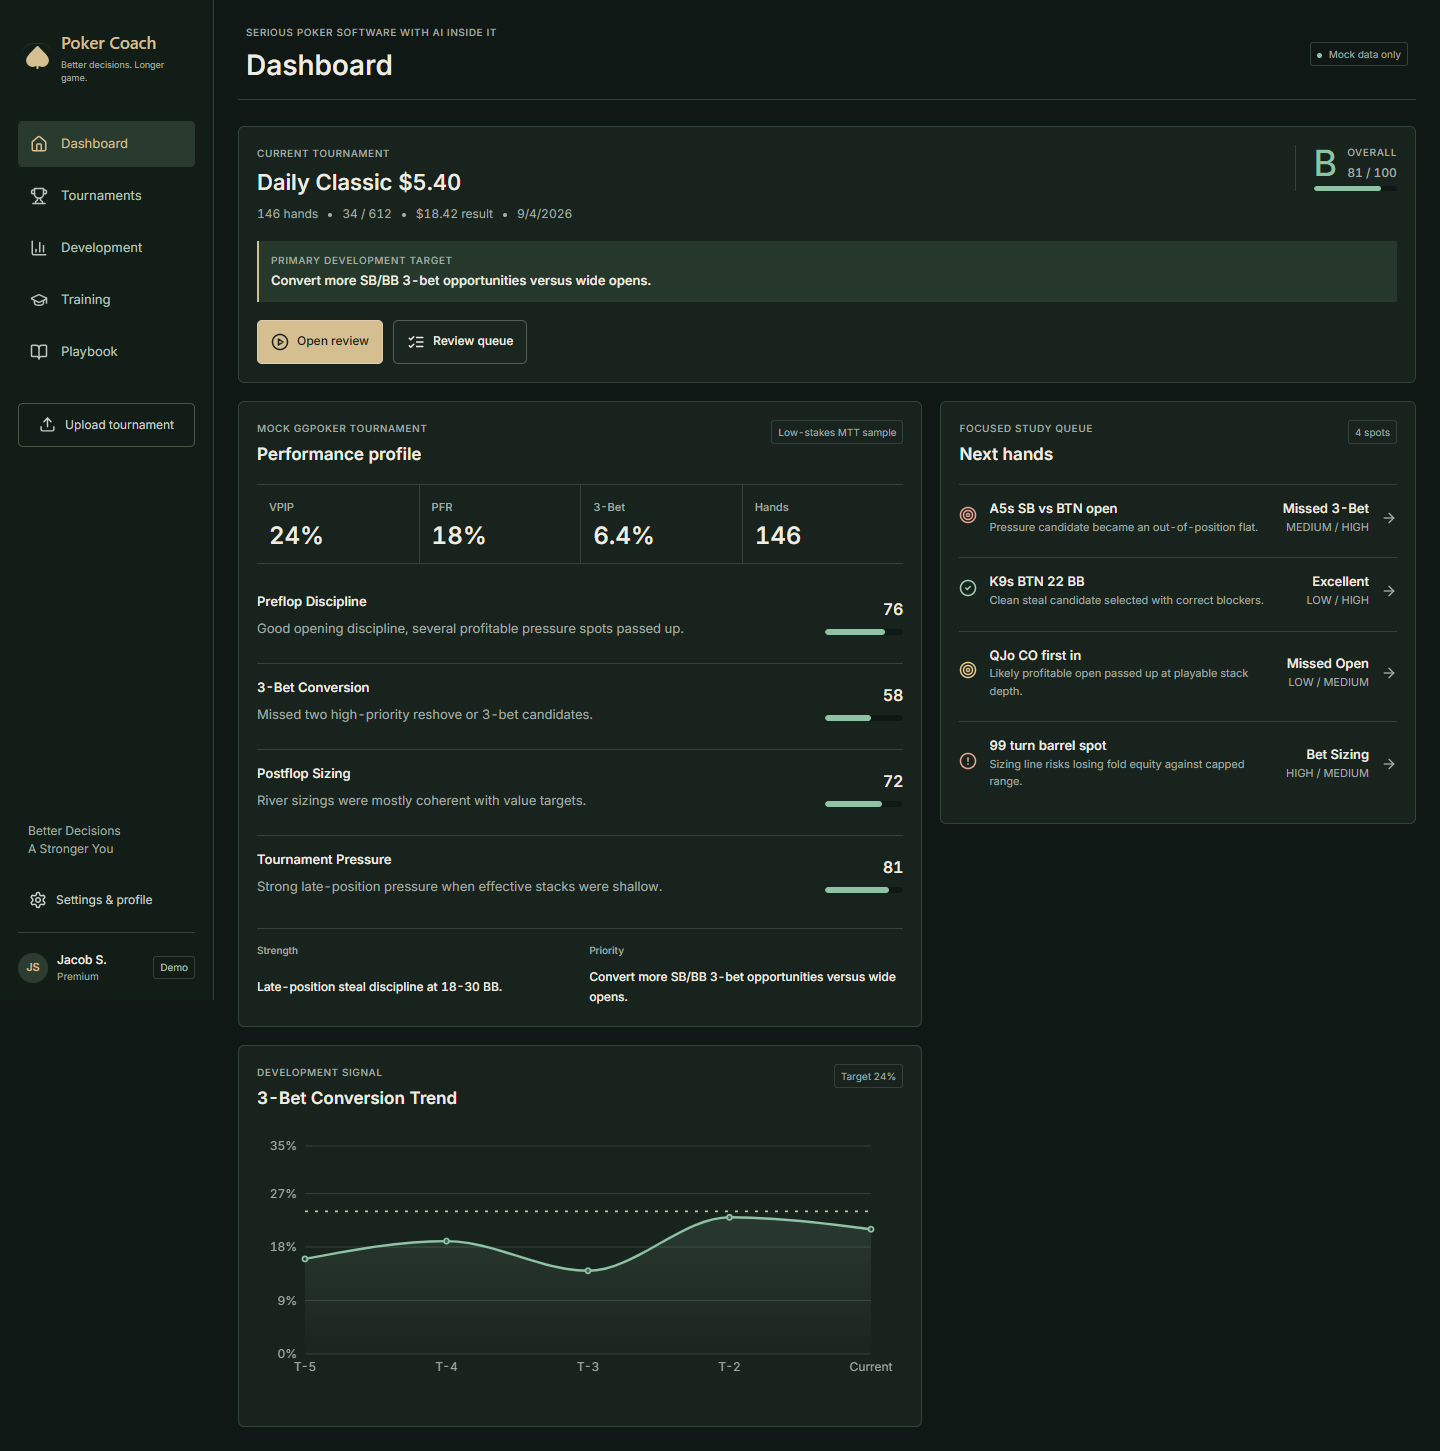 Poker Coach
Better decisions. Longer
game.
Dashboard
Tournaments
Development
Training
Playbook
Upload tournament
Better Decisions
A Stronger You
Settings & profile
JS
Jacob S.
Premium
Demo
SERIOUS POKER SOFTWARE WITH AI INSIDE IT
Dashboard
Mock data only
CURRENT TOURNAMENT
Daily Classic $5.40
146 hands • 34 / 612 • $18.42 result • 9/4/2026
B
OVERALL
81 / 100
PRIMARY DEVELOPMENT TARGET
Convert more SB/BB 3-bet opportunities versus wide opens.
Open review
Review queue
MOCK GGPOKER TOURNAMENT
Performance profile
Low-stakes MTT sample
VPIP
24%
PFR
18%
3-Bet
6.4%
Hands
146
Preflop Discipline
Good opening discipline, several profitable pressure spots passed up.
76
3-Bet Conversion
Missed two high-priority reshove or 3-bet candidates.
58
Postflop Sizing
River sizings were mostly coherent with value targets.
72
Tournament Pressure
Strong late-position pressure when effective stacks were shallow.
81
Strength
Late-position steal discipline at 18-30 BB.
Priority
Convert more SB/BB 3-bet opportunities versus wide
opens.
FOCUSED STUDY QUEUE
Next hands
4 spots
A5s SB vs BTN open
Pressure candidate became an out-of-position flat.
Missed 3-Bet
MEDIUM / HIGH
K9s BTN 22 BB
Clean steal candidate selected with correct blockers.
Excellent
LOW / HIGH
QJo CO first in
Likely profitable open passed up at playable stack
depth.
Missed Open
LOW / MEDIUM
99 turn barrel spot
Sizing line risks losing fold equity against capped
range.
Bet Sizing
HIGH / MEDIUM
DEVELOPMENT SIGNAL
3-Bet Conversion Trend
Target 24%
35%
27%
18%
9%
0%
T-5
T-4
T-3
T-2
Current